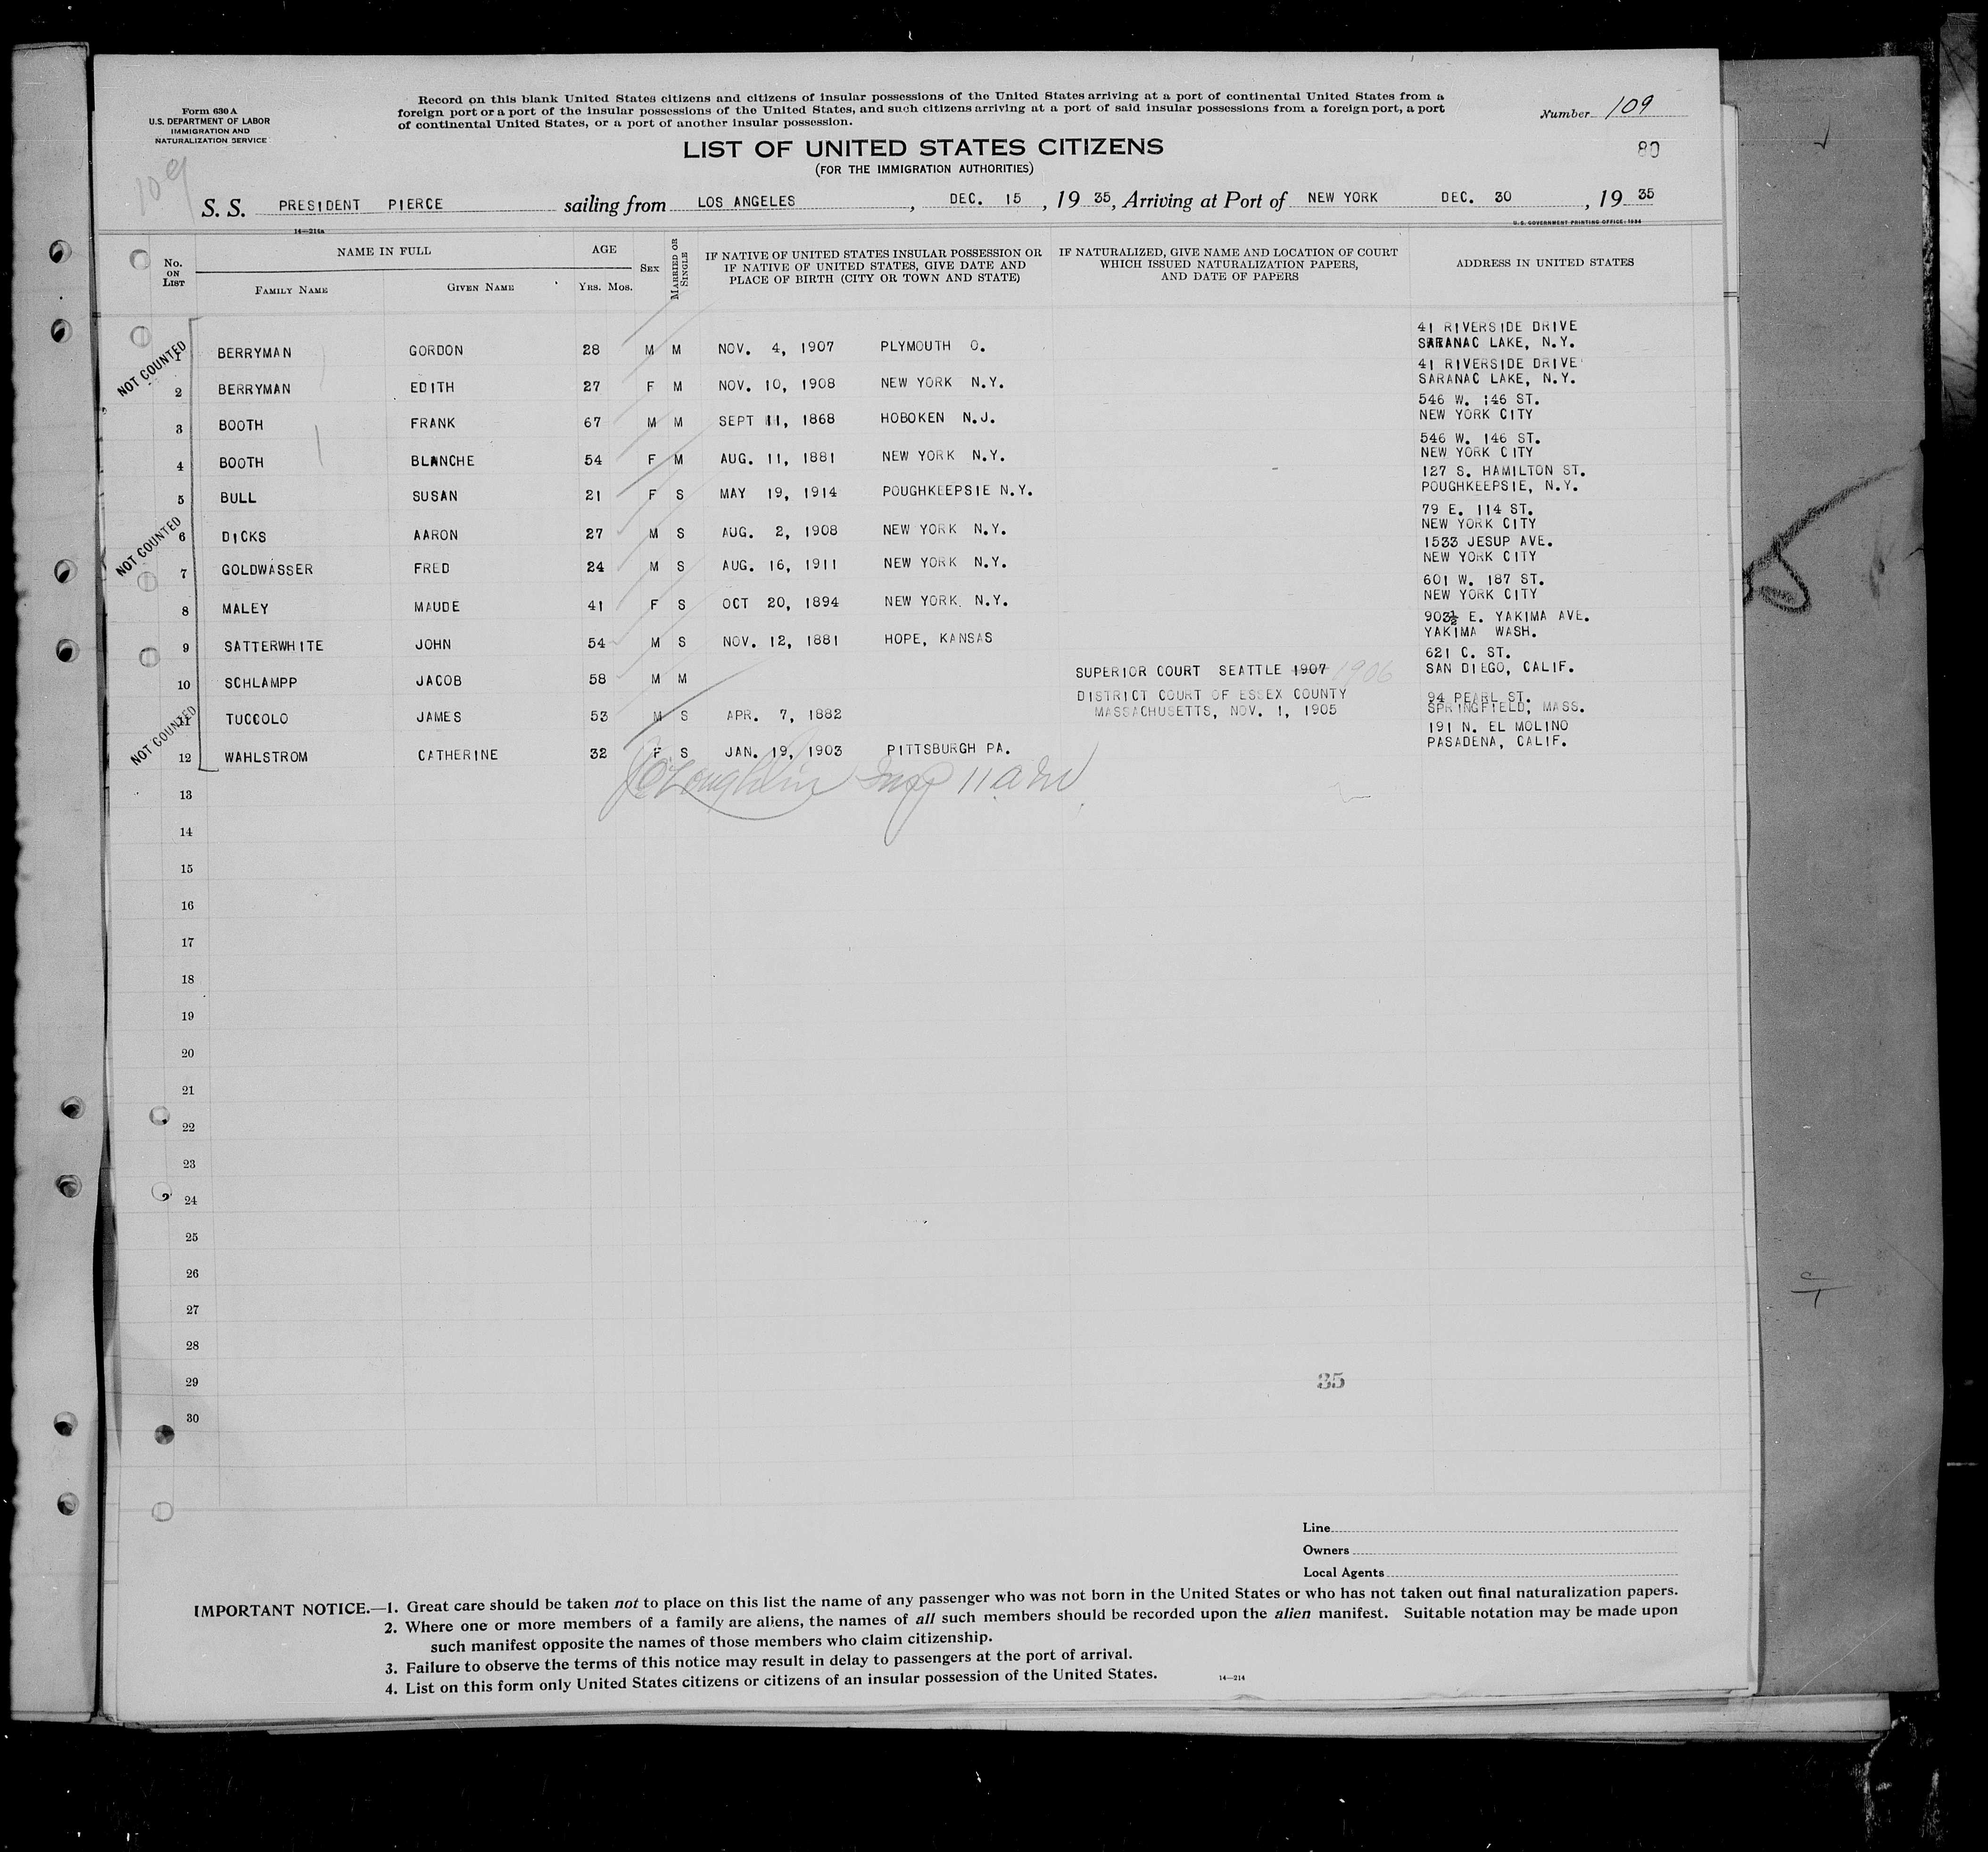 Form 630 A
U.S. DEPARTMENT OF LABOR
IMMIGRATION AND
NATURALIZATION SERVICE
Record on this blank United States citizens and citizens of insular possessions of the United States arriving at a port of continental United States from a
foreign port or a port of the insular possessions of the United States, and such citizens arriving at a port of said insular possessions from a foreign port, a port
of continental United States, or a port of another insular possession.
Number 109
LIST OF UNITED STATES CITIZENS
(FOR THE IMMIGRATION AUTHORITIES)
80
109
S. S. PRESIDENT PIERCE sailing from LOS ANGELES, DEC. 15, 19 35, Arriving at Port of NEW YORK DEC. 30, 19 35
14—214a
U. S. GOVERNMENT PRINTING OFFICE: 1934
No. ON LIST
NAME IN FULL
FAMILY NAME
GIVEN NAME
AGE
YRS. MOS.
SEX
MARRIED OR SINGLE
IF NATIVE OF UNITED STATES INSULAR POSSESSION OR
IF NATIVE OF UNITED STATES, GIVE DATE AND
PLACE OF BIRTH (CITY OR TOWN AND STATE)
IF NATURALIZED, GIVE NAME AND LOCATION OF COURT
WHICH ISSUED NATURALIZATION PAPERS,
AND DATE OF PAPERS
ADDRESS IN UNITED STATES
NOT COUNTED
41 RIVERSIDE DRIVE
1 BERRYMAN GORDON 28 M M NOV. 4, 1907 PLYMOUTH O. SARANAC LAKE, N.Y.
41 RIVERSIDE DRIVE
2 BERRYMAN EDITH 27 F M NOV. 10, 1908 NEW YORK N.Y. SARANAC LAKE, N.Y.
546 W. 146 ST.
3 BOOTH FRANK 67 M M SEPT 11, 1868 HOBOKEN N.J. NEW YORK CITY
546 W. 146 ST.
4 BOOTH BLANCHE 54 F M AUG. 11, 1881 NEW YORK N.Y. NEW YORK CITY
127 S. HAMILTON ST.
5 BULL SUSAN 21 F S MAY 19, 1914 POUGHKEEPSIE N.Y. POUGHKEEPSIE, N.Y.
NOT COUNTED
79 E. 114 ST.
6 DICKS AARON 27 M S AUG. 2, 1908 NEW YORK N.Y. NEW YORK CITY
1533 JESUP AVE.
7 GOLDWASSER FRED 24 M S AUG. 16, 1911 NEW YORK N.Y. NEW YORK CITY
601 W. 187 ST.
8 MALEY MAUDE 41 F S OCT 20, 1894 NEW YORK. N.Y. NEW YORK CITY
903½ E. YAKIMA AVE.
9 SATTERWHITE JOHN 54 M S NOV. 12, 1881 HOPE, KANSAS YAKIMA WASH.
621 C. ST.
10 SCHLAMPP JACOB 58 M M SUPERIOR COURT SEATTLE 1907 1906 SAN DIEGO, CALIF.
NOT COUNTED
DISTRICT COURT OF ESSEX COUNTY 94 PEARL ST.
11 TUCCOLO JAMES 53 M S APR. 7, 1882 MASSACHUSETTS, NOV. 1, 1905 SPRINGFIELD, MASS.
191 N. EL MOLINO
12 WAHLSTROM CATHERINE 32 F S JAN. 19, 1903 PITTSBURGH PA. PASADENA, CALIF.
Insp 11 am
13
14
15
16
17
18
19
20
21
22
23
24
25
26
27
28
29
35
30
Line
Owners
Local Agents
IMPORTANT NOTICE.—1. Great care should be taken not to place on this list the name of any passenger who was not born in the United States or who has not taken out final naturalization papers.
2. Where one or more members of a family are aliens, the names of all such members should be recorded upon the alien manifest. Suitable notation may be made upon
such manifest opposite the names of those members who claim citizenship.
3. Failure to observe the terms of this notice may result in delay to passengers at the port of arrival.
4. List on this form only United States citizens or citizens of an insular possession of the United States.
14—214